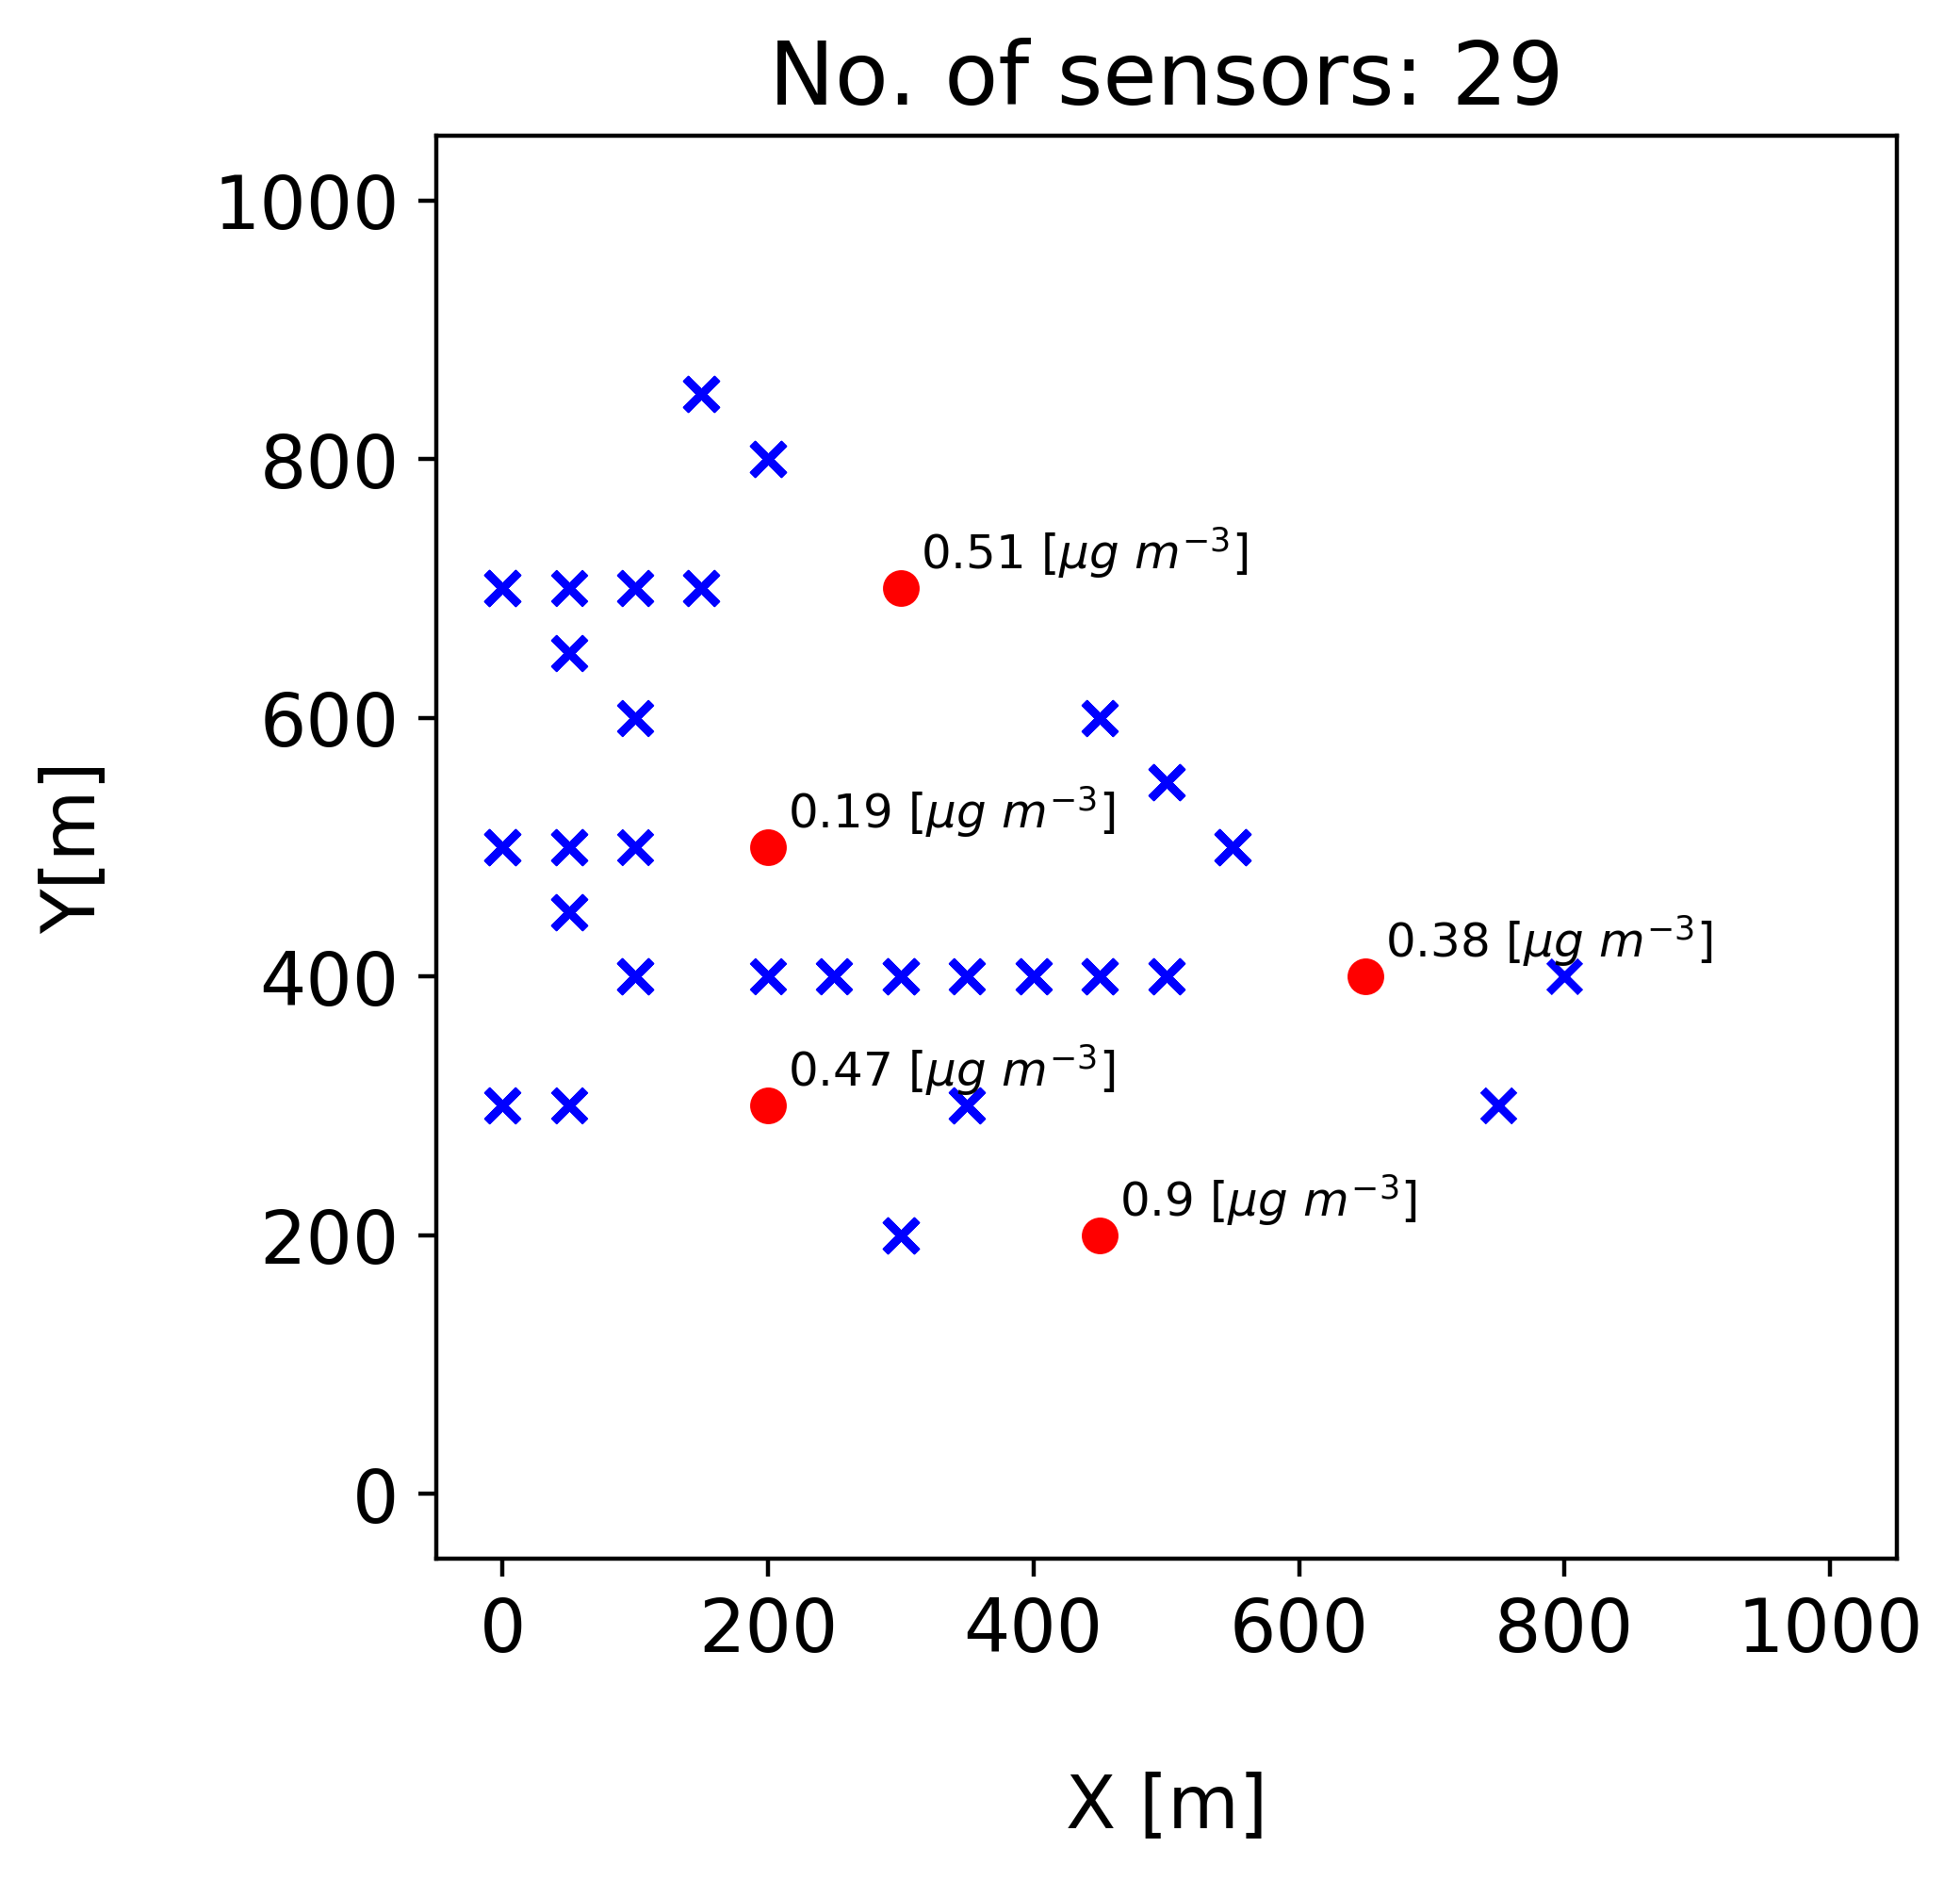 No. of sensors: 29
1000
800
600
400
200
0
Y[m]
0.51 [μg m⁻³]
0.19 [μg m⁻³]
0.38 [μg m⁻³]
0.47 [μg m⁻³]
0.9 [μg m⁻³]
0 200 400 600 800 1000
X [m]